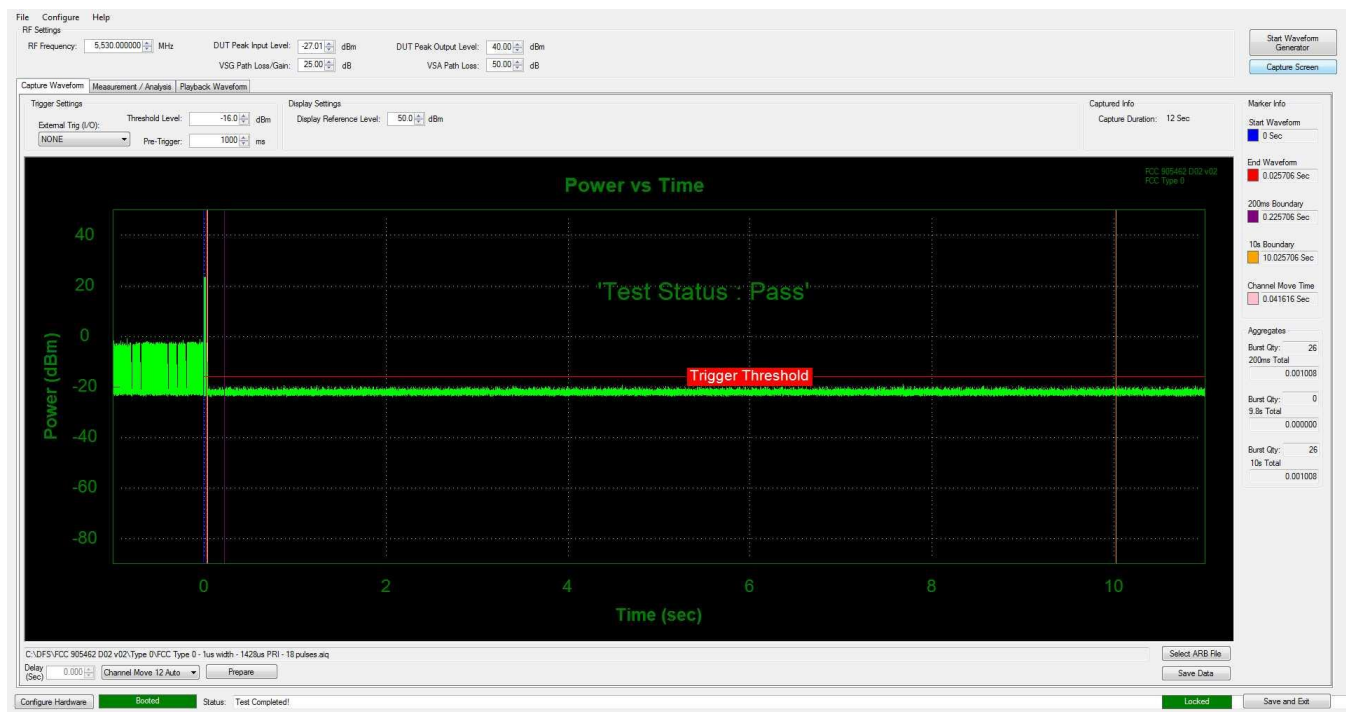 File Configure Help
RF Settings
RF Frequency: 5,530.000000 MHz DUT Peak Input Level: -27.01 dBm DUT Peak Output Level: 40.00 dBm
VSG Path Loss/Gain: 25.00 dB VSA Path Loss: 50.00 dB
Start Waveform Generator
Capture Screen
Capture Waveform Measurement / Analysis Playback Waveform
Trigger Settings
External Trig (I/O): Threshold Level: -16.0 dBm
NONE Pre-Trigger: 1000 ms
Display Settings
Display Reference Level: 50.0 dBm
Captured Info
Capture Duration: 12 Sec
Marker Info
Start Waveform
0 Sec
End Waveform
0.025706 Sec
200ms Boundary
0.225706 Sec
10s Boundary
10.025706 Sec
Channel Move Time
0.041616 Sec
Aggregates
Burst Qty: 26
200ms Total
0.001008
Burst Qty: 0
9.8s Total
0.000000
Burst Qty: 26
10s Total
0.001008
Power vs Time
FCC 905462 D02 v02
FCC Type 0
'Test Status : Pass'
Trigger Threshold
Power (dBm)
40
20
0
-20
-40
-60
-80
0 2 4 6 8 10
Time (sec)
C:\DFS\FCC 905462 D02 v02\Type 0\FCC Type 0 - 1us width - 1428us PRI - 18 pulses.aiq
Select ARB File
Delay (Sec) 0.000 Channel Move 12 Auto Prepare
Save Data
Configure Hardware Booted Status: Test Completed! Locked Save and Exit